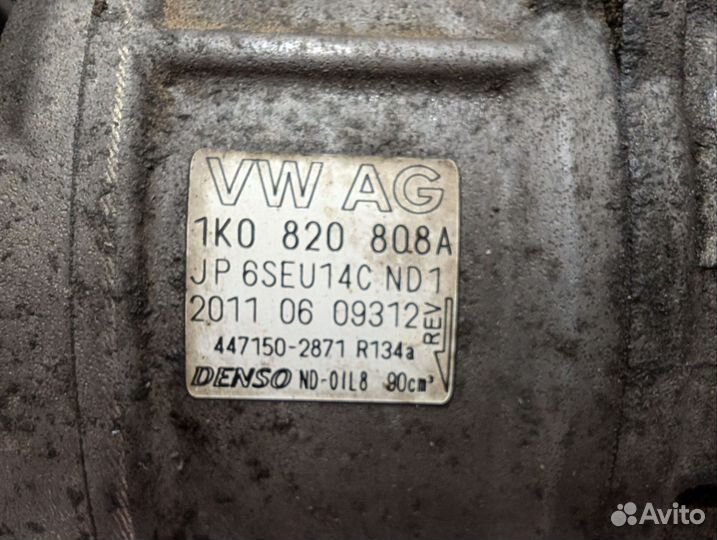 VW AG
1K0 820 808A
JP 6SEU14C ND1
2011 06 09312
REV
447150-2871 R134a
DENSO ND-OIL8 90cm³
Avito